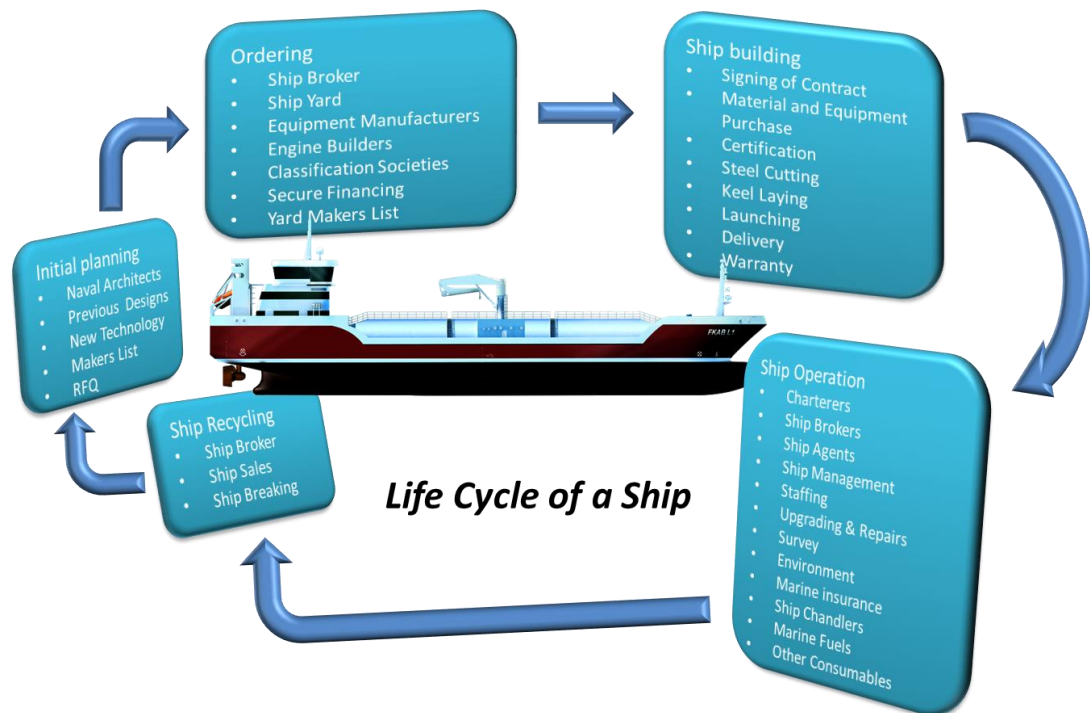 Ordering
• Ship Broker
• Ship Yard
• Equipment Manufacturers
• Engine Builders
• Classification Societies
• Secure Financing
• Yard Makers List
Ship building
• Signing of Contract
• Material and Equipment
Purchase
• Certification
• Steel Cutting
• Keel Laying
• Launching
• Delivery
• Warranty
Initial planning
• Naval Architects
• Previous Designs
• New Technology
• Makers List
• RFQ
FKAB L1
Ship Operation
• Charterers
• Ship Brokers
• Ship Agents
• Ship Management
• Staffing
• Upgrading & Repairs
• Survey
• Environment
• Marine insurance
• Ship Chandlers
• Marine Fuels
• Other Consumables
Ship Recycling
• Ship Broker
• Ship Sales
• Ship Breaking
Life Cycle of a Ship